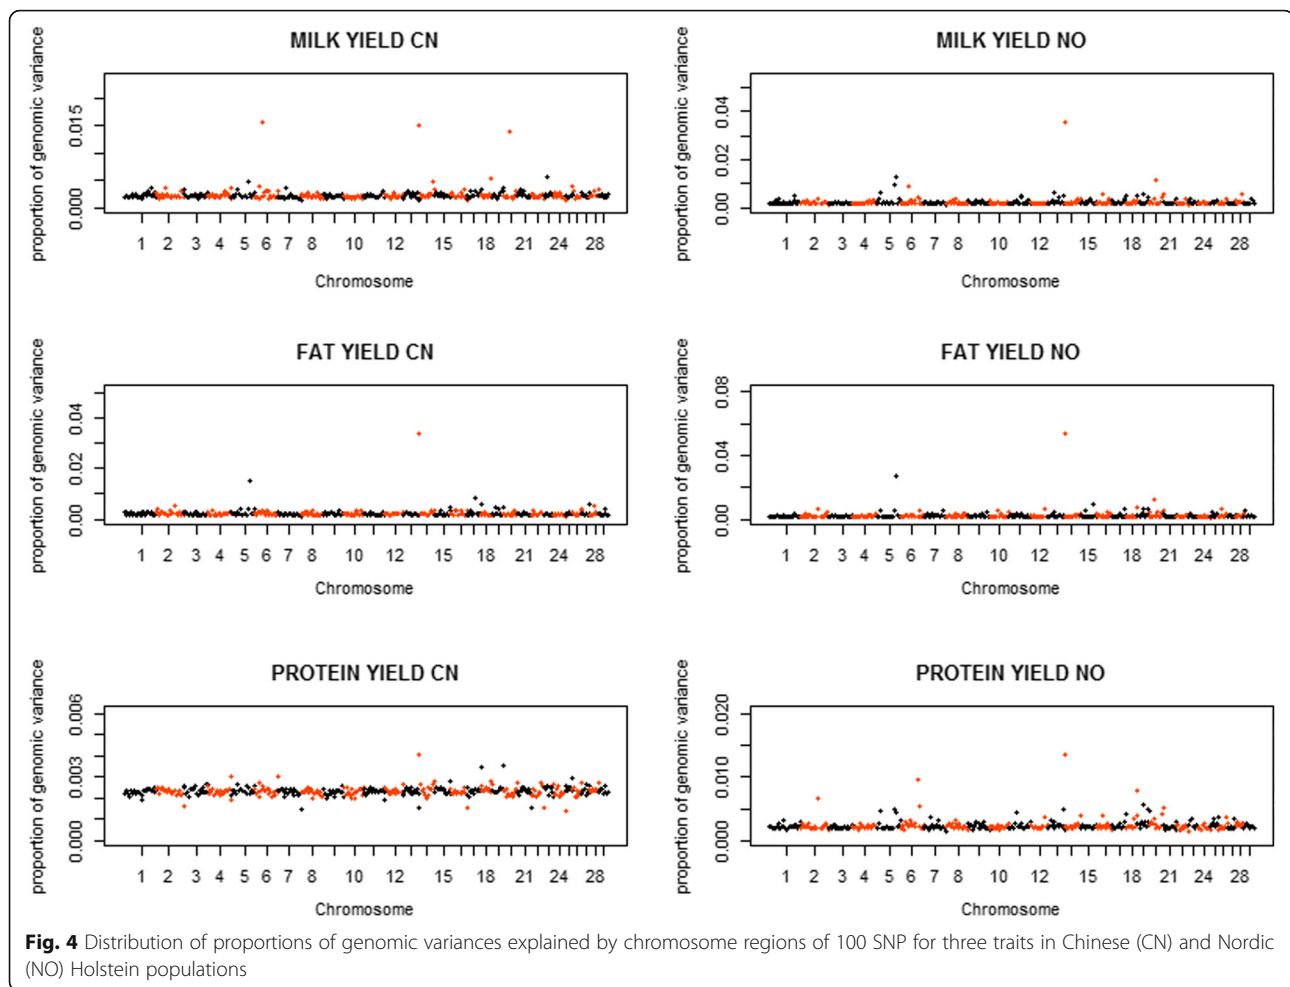 MILK YIELD CN
proportion of genomic variance
0.015
0.000
1 2 3 4 5 6 7 8 10 12 15 18 21 24 28
Chromosome
MILK YIELD NO
proportion of genomic variance
0.04
0.02
0.00
1 2 3 4 5 6 7 8 10 12 15 18 21 24 28
Chromosome
FAT YIELD CN
proportion of genomic variance
0.04
0.02
0.00
1 2 3 4 5 6 7 8 10 12 15 18 21 24 28
Chromosome
FAT YIELD NO
proportion of genomic variance
0.08
0.04
0.00
1 2 3 4 5 6 7 8 10 12 15 18 21 24 28
Chromosome
PROTEIN YIELD CN
proportion of genomic variance
0.006
0.003
0.000
1 2 3 4 5 6 7 8 10 12 15 18 21 24 28
Chromosome
PROTEIN YIELD NO
proportion of genomic variance
0.020
0.010
0.000
1 2 3 4 5 6 7 8 10 12 15 18 21 24 28
Chromosome
Fig. 4 Distribution of proportions of genomic variances explained by chromosome regions of 100 SNP for three traits in Chinese (CN) and Nordic
(NO) Holstein populations